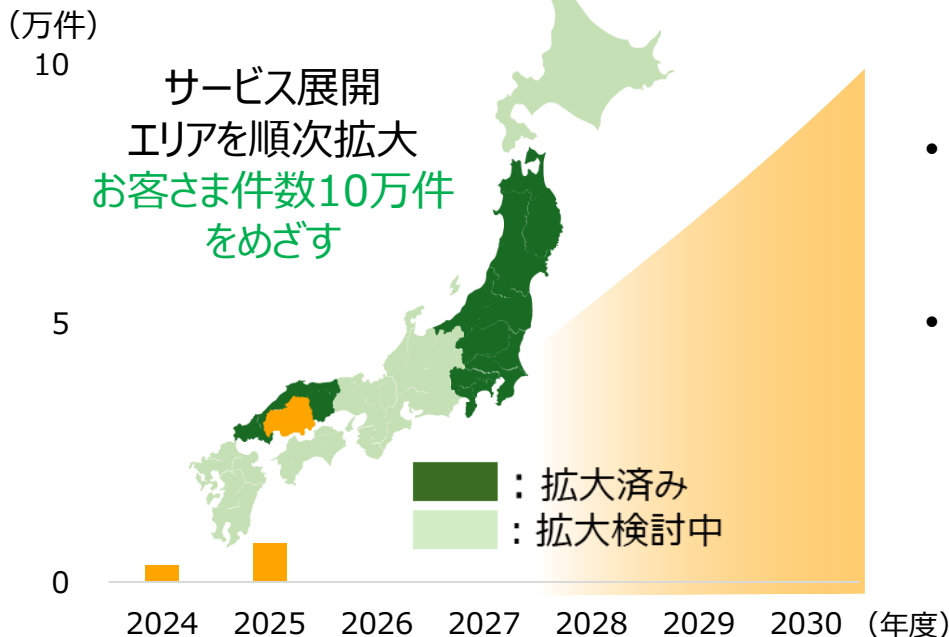 （万件）
10
サービス展開
エリアを順次拡大
お客さま件数10万件
をめざす
•
5
•
：拡大済み
：拡大検討中
0
2024 2025 2026 2027 2028 2029 2030 （年度）